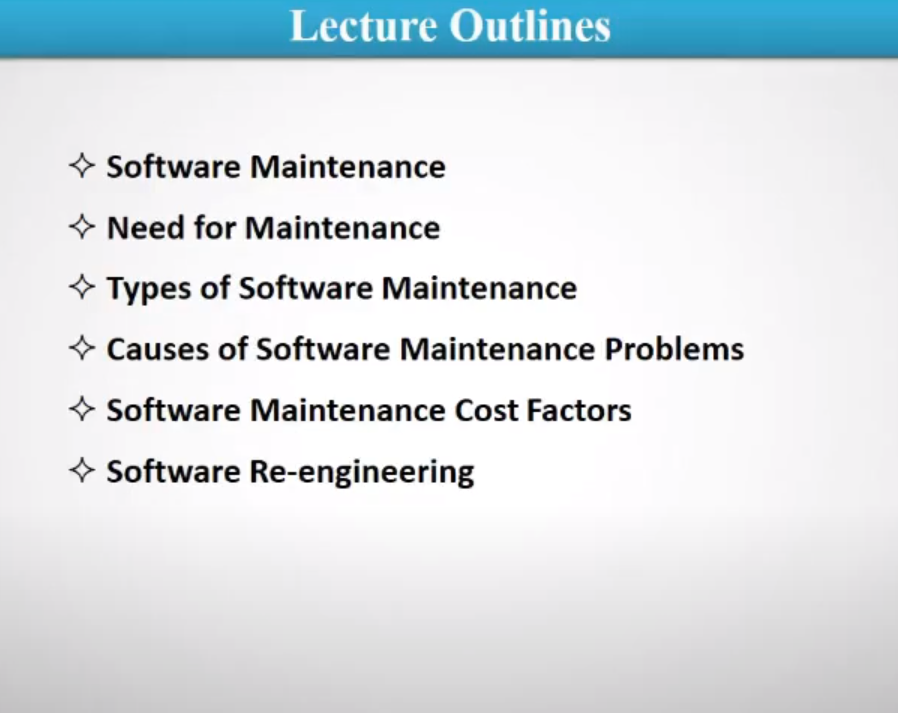 Lecture Outlines
✧ Software Maintenance
✧ Need for Maintenance
✧ Types of Software Maintenance
✧ Causes of Software Maintenance Problems
✧ Software Maintenance Cost Factors
✧ Software Re-engineering